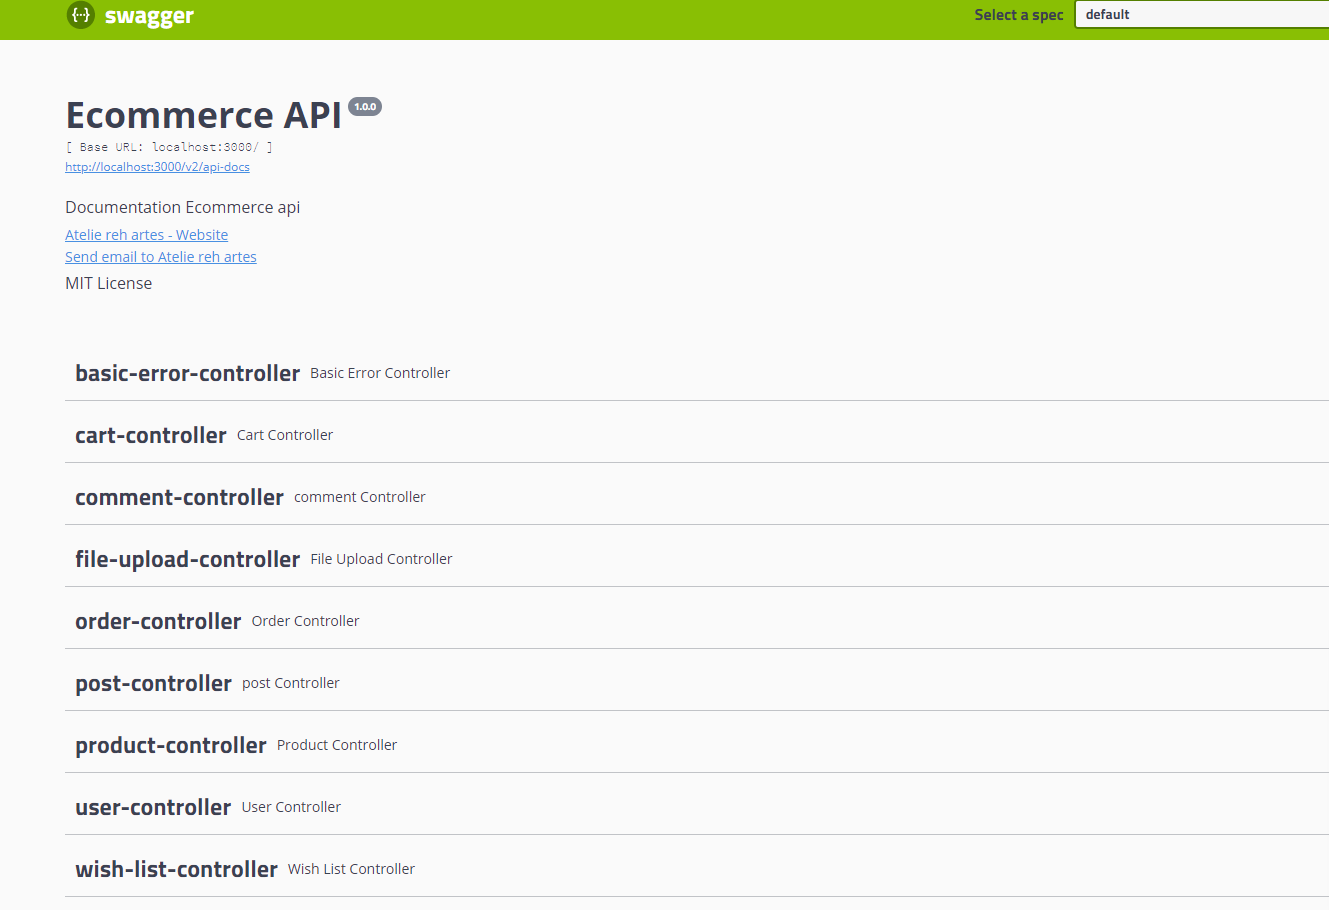 {···} swagger Select a spec default
Ecommerce API 1.0.0
[ Base URL: localhost:3000/ ]
http://localhost:3000/v2/api-docs
Documentation Ecommerce api
Atelie reh artes - Website
Send email to Atelie reh artes
MIT License
basic-error-controller Basic Error Controller
cart-controller Cart Controller
comment-controller comment Controller
file-upload-controller File Upload Controller
order-controller Order Controller
post-controller post Controller
product-controller Product Controller
user-controller User Controller
wish-list-controller Wish List Controller